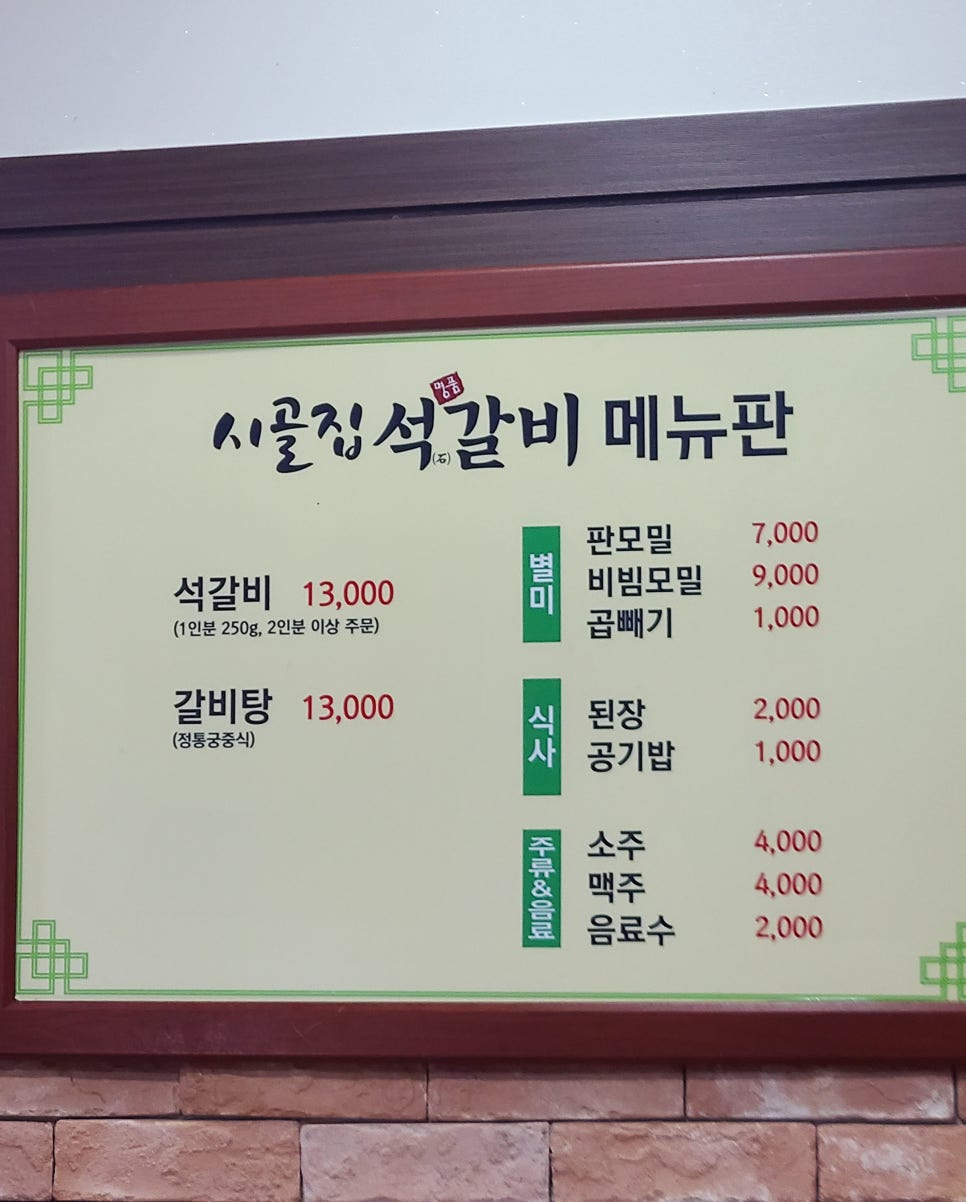 명품
시골집 석(石)갈비 메뉴판
석갈비 13,000
(1인분 250g, 2인분 이상 주문)
갈비탕 13,000
(정통궁중식)
별미
판모밀 7,000
비빔모밀 9,000
곱빼기 1,000
식사
된장 2,000
공기밥 1,000
주류&음료
소주 4,000
맥주 4,000
음료수 2,000